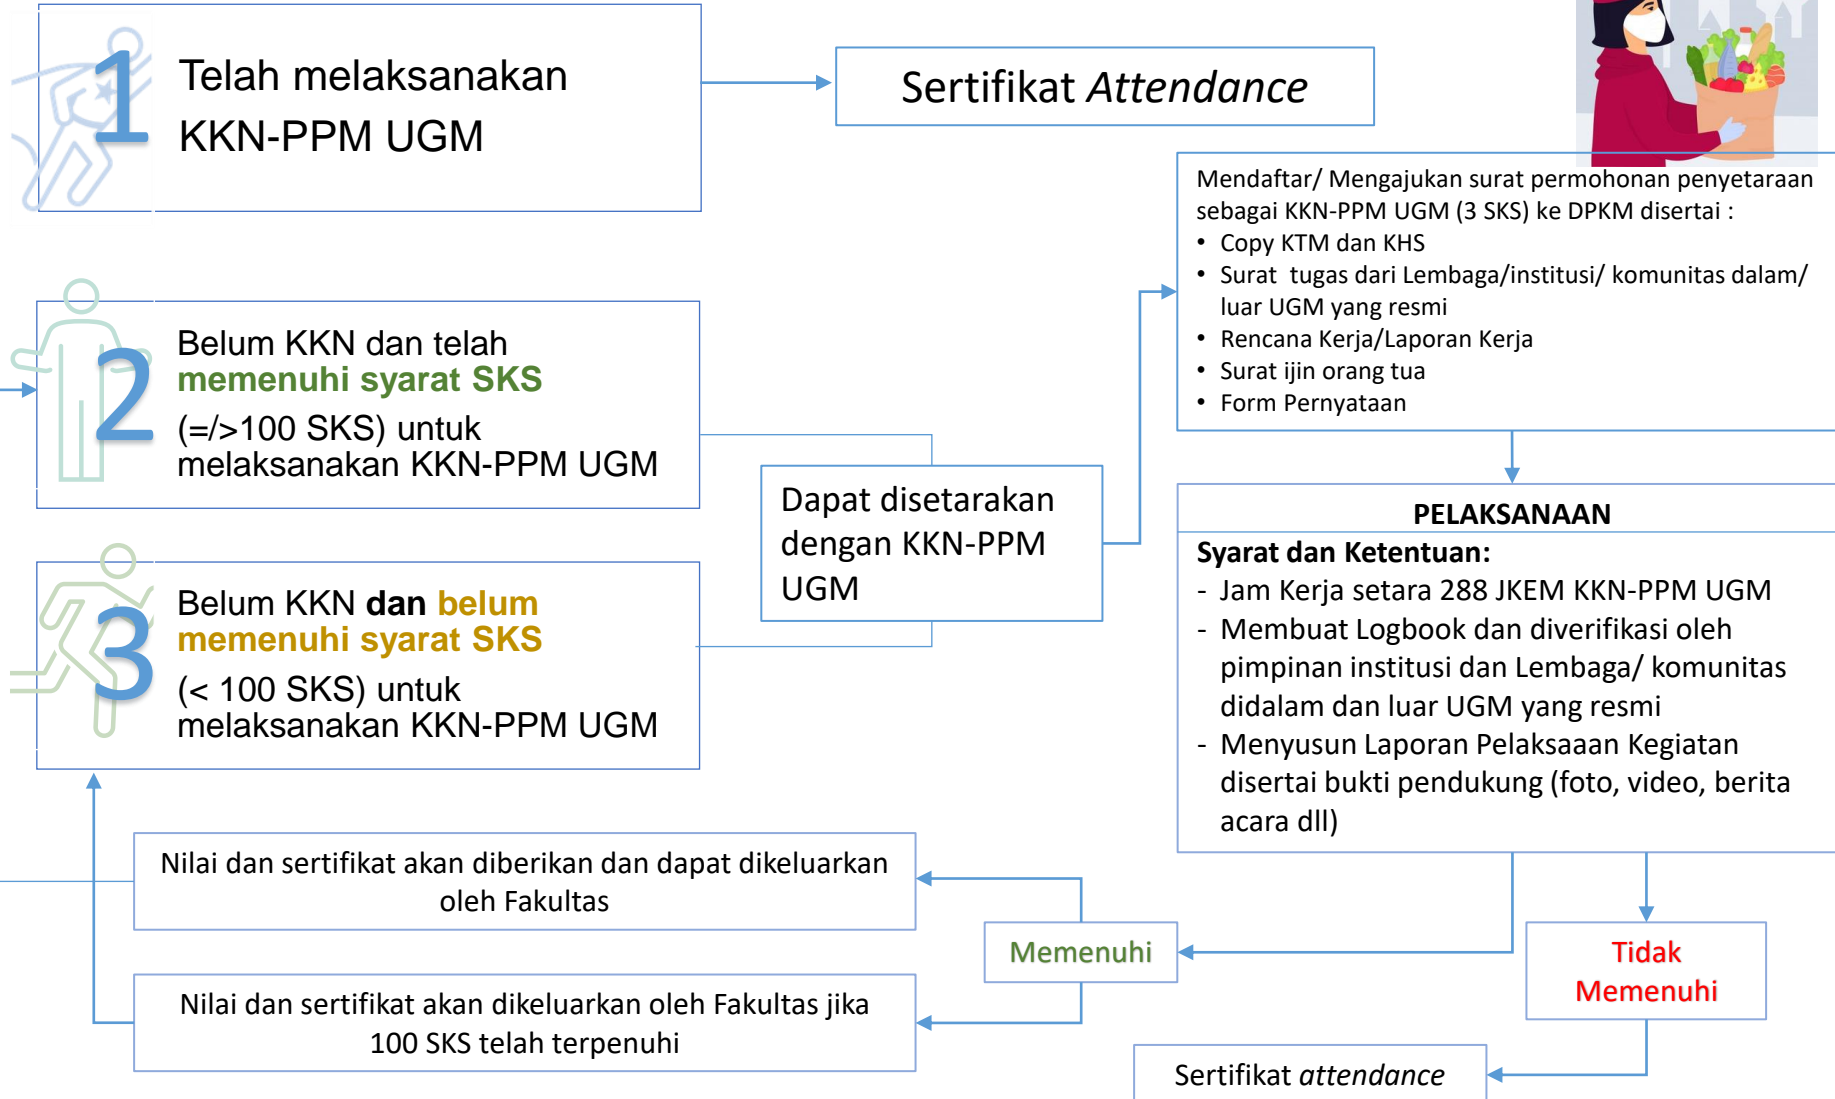 1
Telah melaksanakan
KKN-PPM UGM
Sertifikat Attendance
2
Belum KKN dan telah
memenuhi syarat SKS
(=/>100 SKS) untuk
melaksanakan KKN-PPM UGM
3
Belum KKN dan belum
memenuhi syarat SKS
(< 100 SKS) untuk
melaksanakan KKN-PPM UGM
Dapat disetarakan
dengan KKN-PPM
UGM
Mendaftar/ Mengajukan surat permohonan penyetaraan
sebagai KKN-PPM UGM (3 SKS) ke DPKM disertai :
• Copy KTM dan KHS
• Surat tugas dari Lembaga/institusi/ komunitas dalam/
luar UGM yang resmi
• Rencana Kerja/Laporan Kerja
• Surat ijin orang tua
• Form Pernyataan
PELAKSANAAN
Syarat dan Ketentuan:
- Jam Kerja setara 288 JKEM KKN-PPM UGM
- Membuat Logbook dan diverifikasi oleh
pimpinan institusi dan Lembaga/ komunitas
didalam dan luar UGM yang resmi
- Menyusun Laporan Pelaksaaan Kegiatan
disertai bukti pendukung (foto, video, berita
acara dll)
Memenuhi
Tidak
Memenuhi
Nilai dan sertifikat akan diberikan dan dapat dikeluarkan
oleh Fakultas
Nilai dan sertifikat akan dikeluarkan oleh Fakultas jika
100 SKS telah terpenuhi
Sertifikat attendance